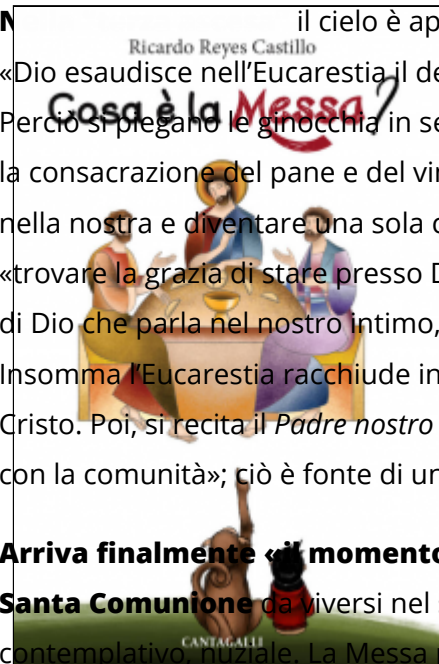 N il cielo è ap
Ricardo Reyes Castillo
«Dio esaudisce nell'Eucarestia il de
Cosa è la Messa?
Perciò si piegano le ginocchia in se
la consacrazione del pane e del vin
nella nostra e diventare una sola c
«trovare la grazia di stare presso D
di Dio che parla nel nostro intimo,
Insomma l'Eucarestia racchiude in
Cristo. Poi, si recita il Padre nostro
con la comunità»; ciò è fonte di un
Arriva finalmente «il momento
Santa Comunione da viversi nel s
CANTAGALLI
contemplativo, nuziale. La Messa